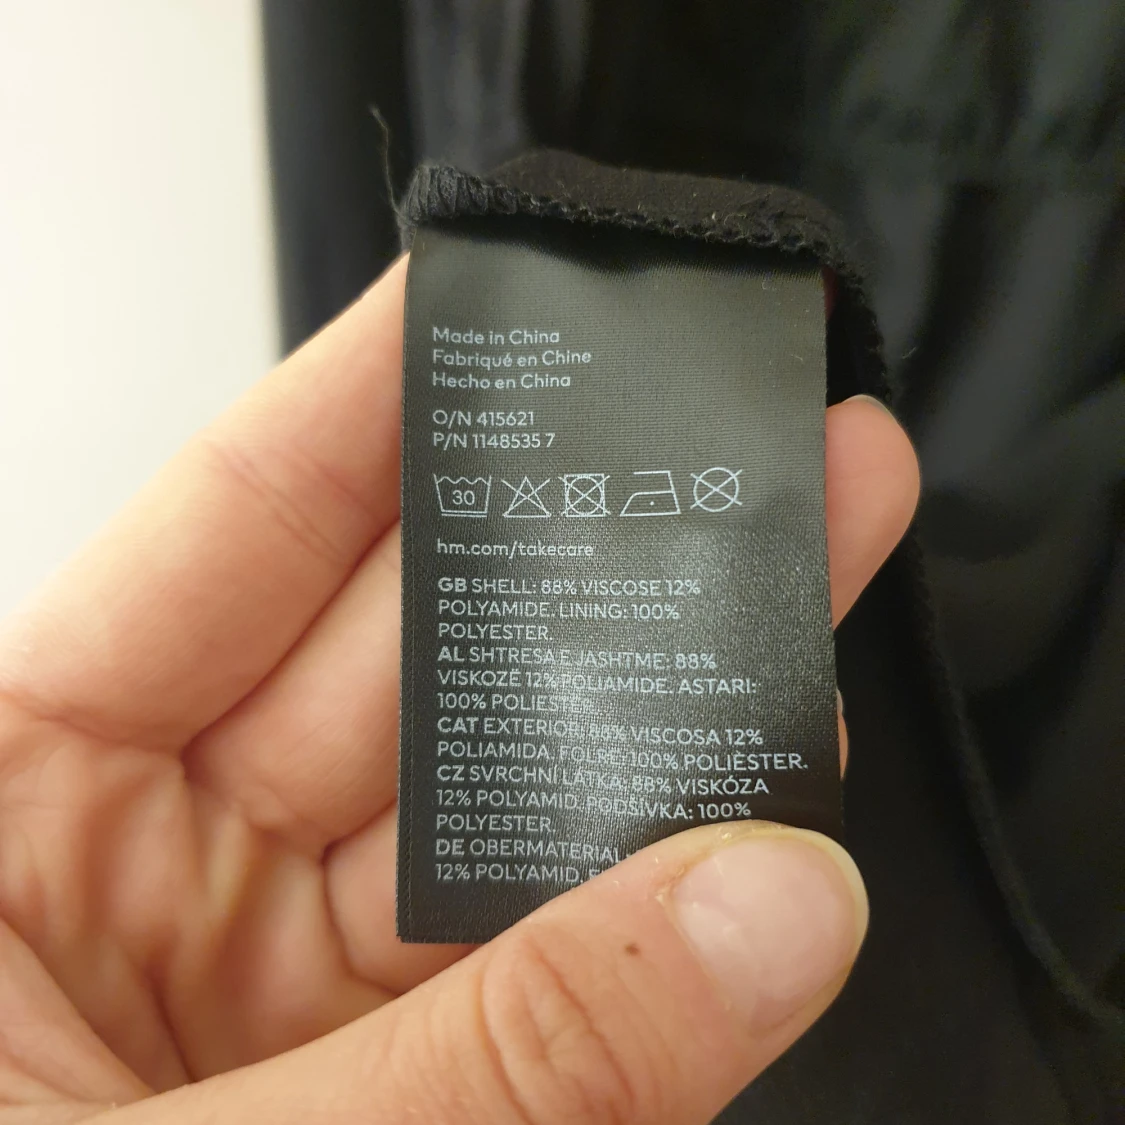 Made in China
Fabriqué en Chine
Hecho en China
O/N 415621
P/N 1148535 7
30
hm.com/takecare
GB SHELL: 88% VISCOSE 12%
POLYAMIDE. LINING: 100%
POLYESTER.
AL SHTRESA E JASHTME: 88%
VISKOZË 12% POLIAMIDE. ASTARI:
100% POLIESTER.
CAT EXTERIOR: 88% VISCOSA 12%
POLIAMIDA. FOLRE: 100% POLIÈSTER.
CZ SVRCHNÍ LÁTKA: 88% VISKÓZA
12% POLYAMID. PODŠÍVKA: 100%
POLYESTER.
DE OBERMATERIAL
12% POLYAMID.